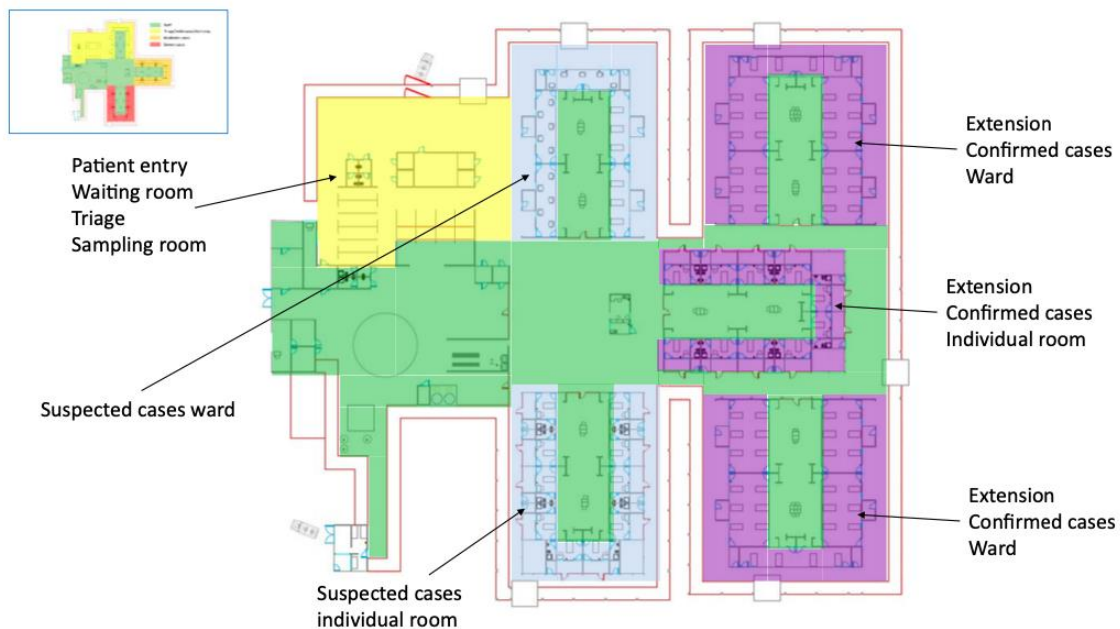 Patient entry
Waiting room
Triage
Sampling room
Suspected cases ward
Suspected cases
individual room
Extension
Confirmed cases
Ward
Extension
Confirmed cases
Individual room
Extension
Confirmed cases
Ward